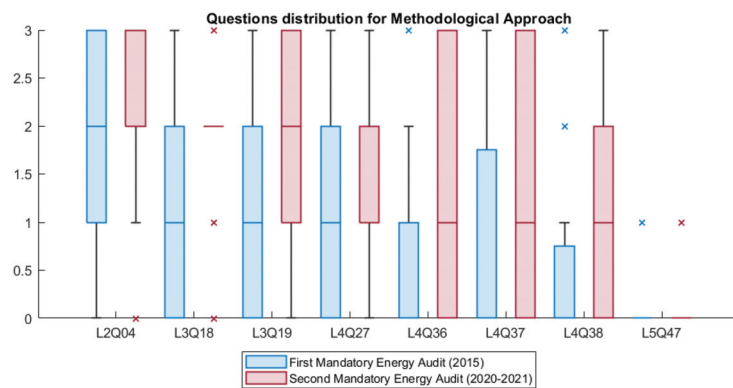 Questions distribution for Methodological Approach
3
2.5
2
1.5
1
0.5
0
L2Q04 L3Q18 L3Q19 L4Q27 L4Q36 L4Q37 L4Q38 L5Q47
First Mandatory Energy Audit (2015)
Second Mandatory Energy Audit (2020-2021)